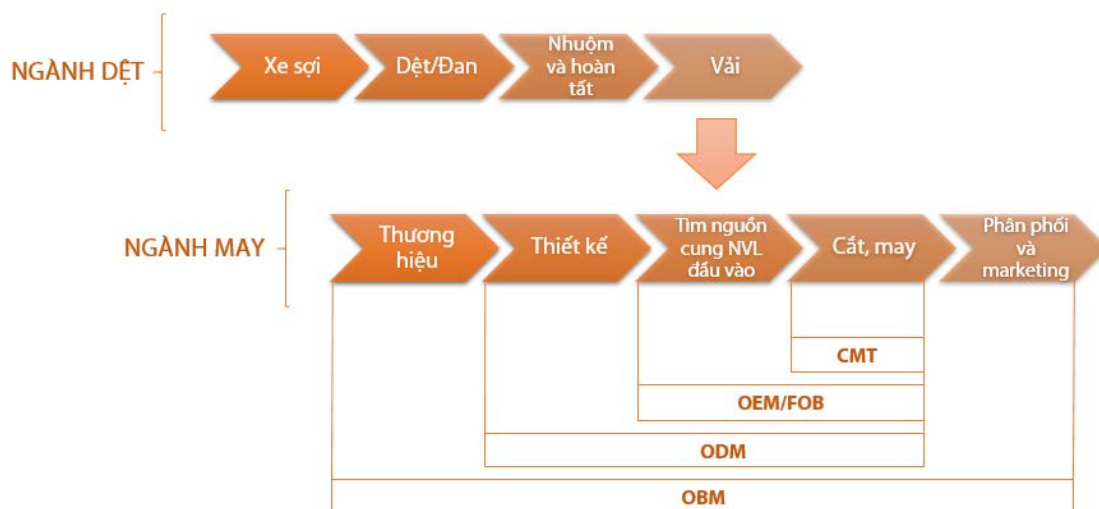 NGÀNH DỆT
Xe sợi
Dệt/Đan
Nhuộm
và hoàn
tất
Vải
NGÀNH MAY
Thương
hiệu
Thiết kế
Tìm nguồn
cung NVL
đầu vào
Cắt, may
Phân phối
và
marketing
CMT
OEM/FOB
ODM
OBM